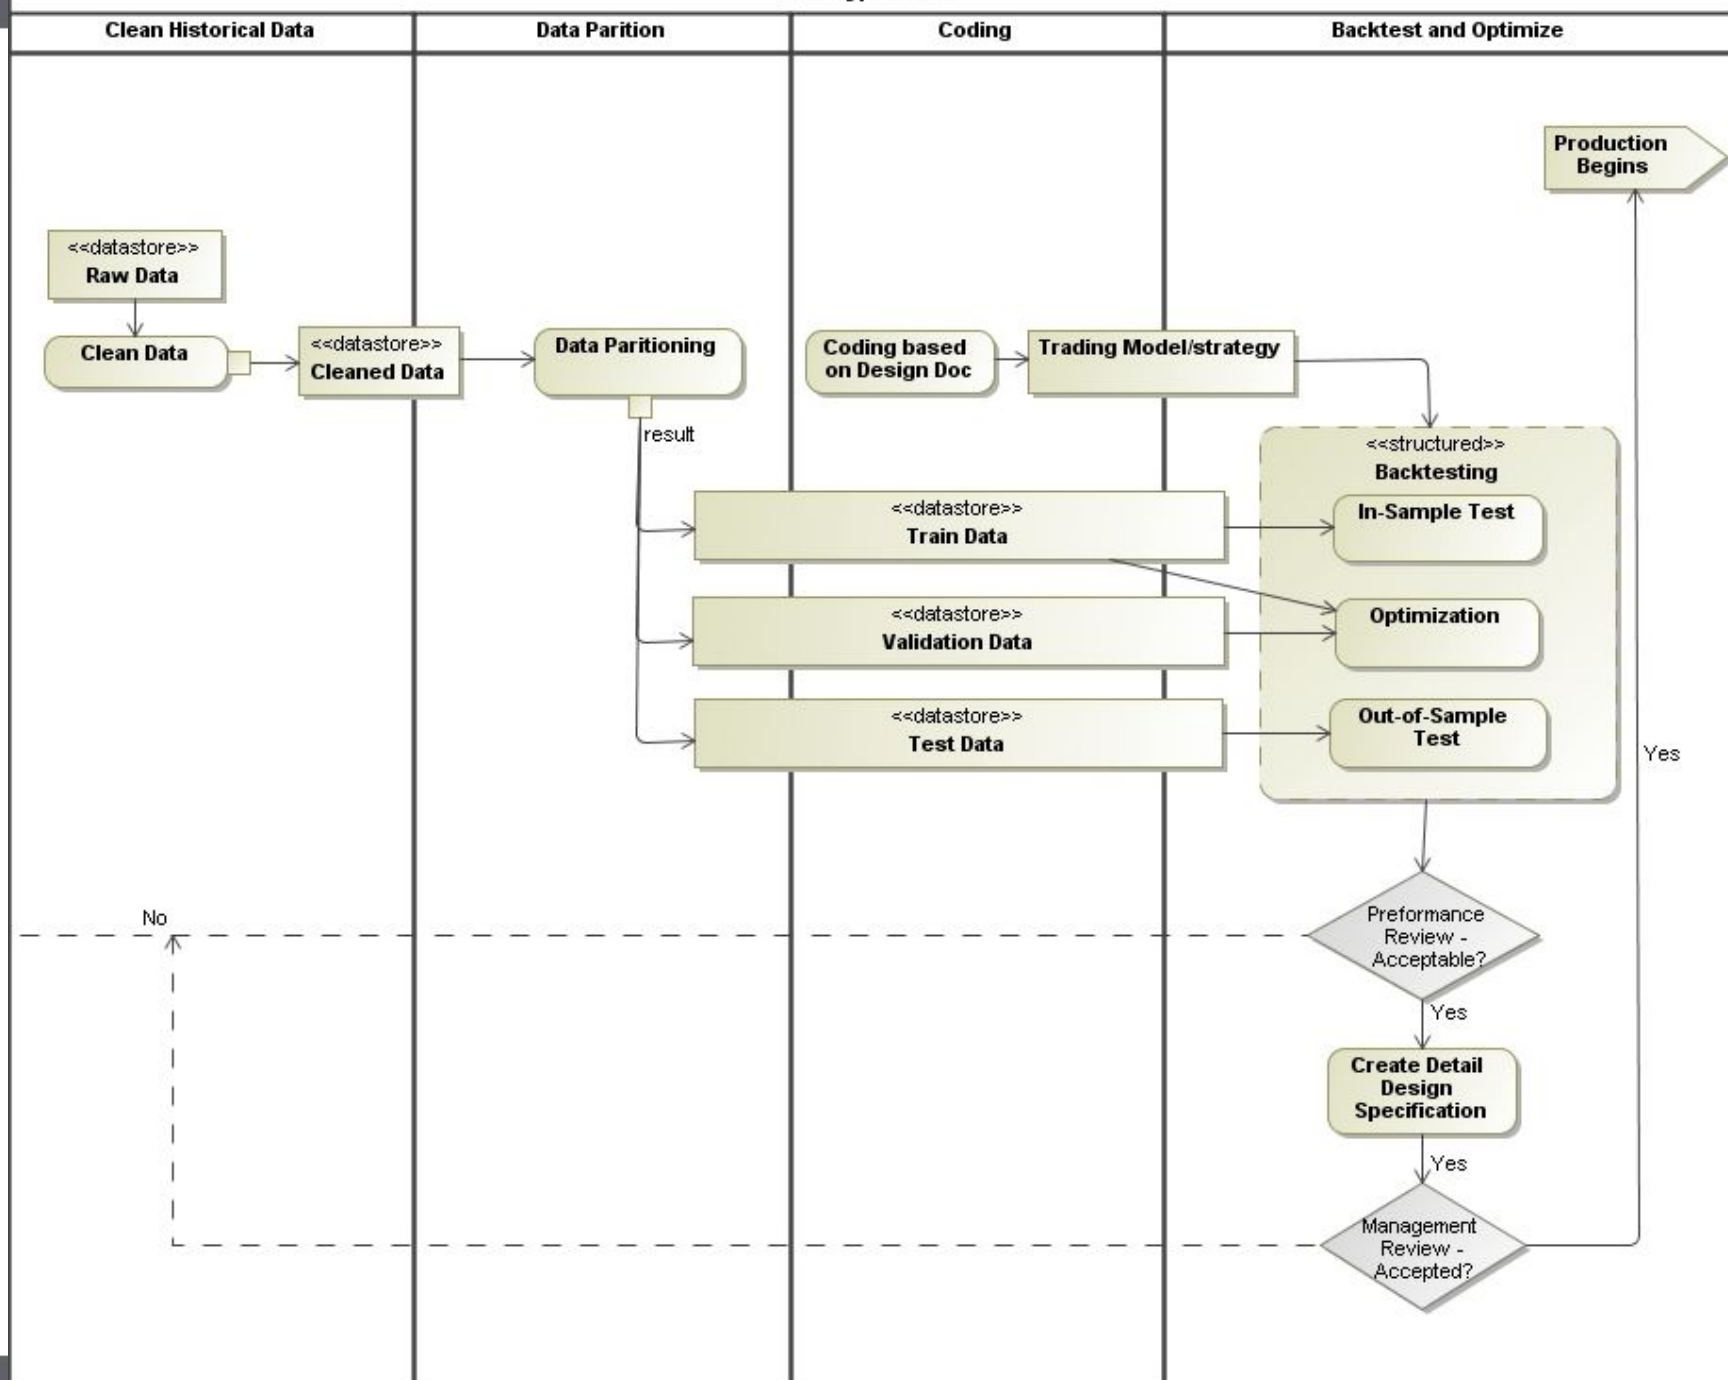 Clean Historical Data
Data Parition
Coding
Backtest and Optimize
Production
Begins
<<datastore>>
Raw Data
Clean Data
<<datastore>>
Cleaned Data
Data Paritioning
result
Coding based
on Design Doc
Trading Model/strategy
<<structured>>
Backtesting
<<datastore>>
Train Data
In-Sample Test
<<datastore>>
Validation Data
Optimization
<<datastore>>
Test Data
Out-of-Sample
Test
Yes
No
Preformance
Review -
Acceptable?
Yes
Create Detail
Design
Specification
Yes
Management
Review -
Accepted?